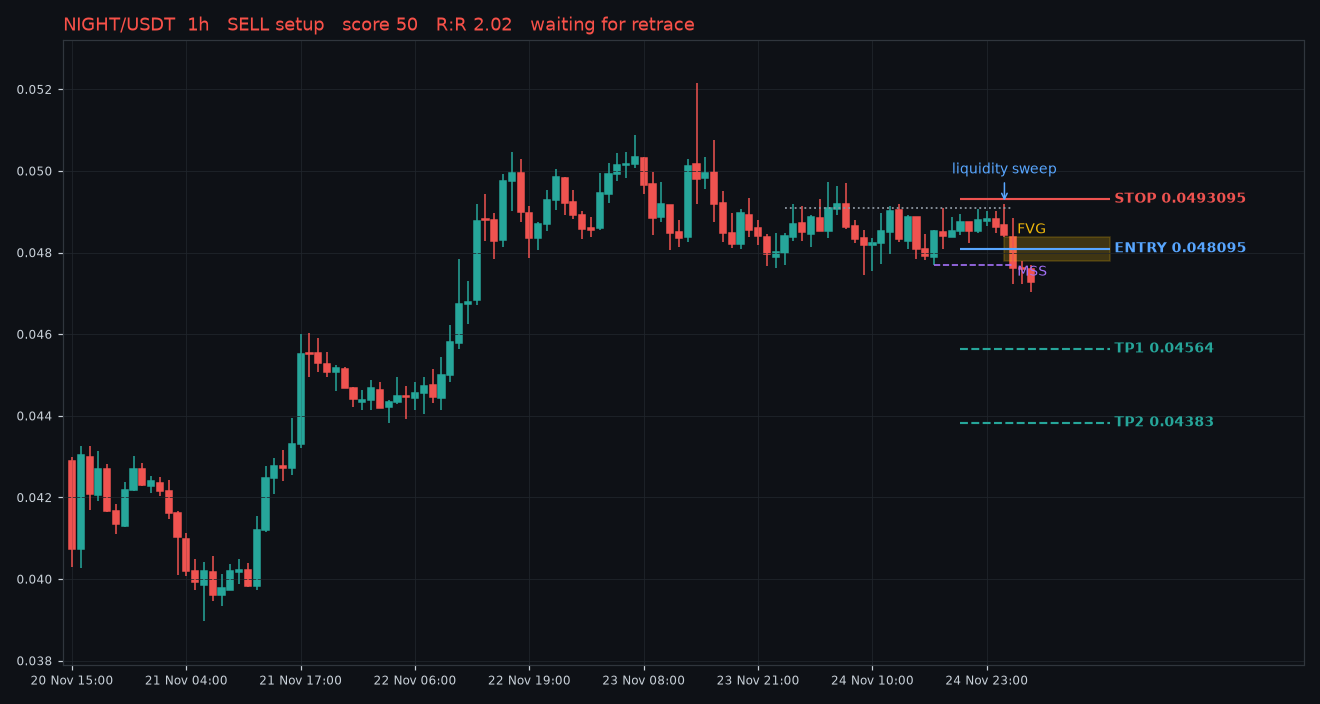 NIGHT/USDT 1h SELL setup score 50 R:R 2.02 waiting for retrace
0.052
0.050
0.048
0.046
0.044
0.042
0.040
0.038
liquidity sweep
STOP 0.0493095
FVG
ENTRY 0.048095
MSS
TP1 0.04564
TP2 0.04383
20 Nov 15:00
21 Nov 04:00
21 Nov 17:00
22 Nov 06:00
22 Nov 19:00
23 Nov 08:00
23 Nov 21:00
24 Nov 10:00
24 Nov 23:00